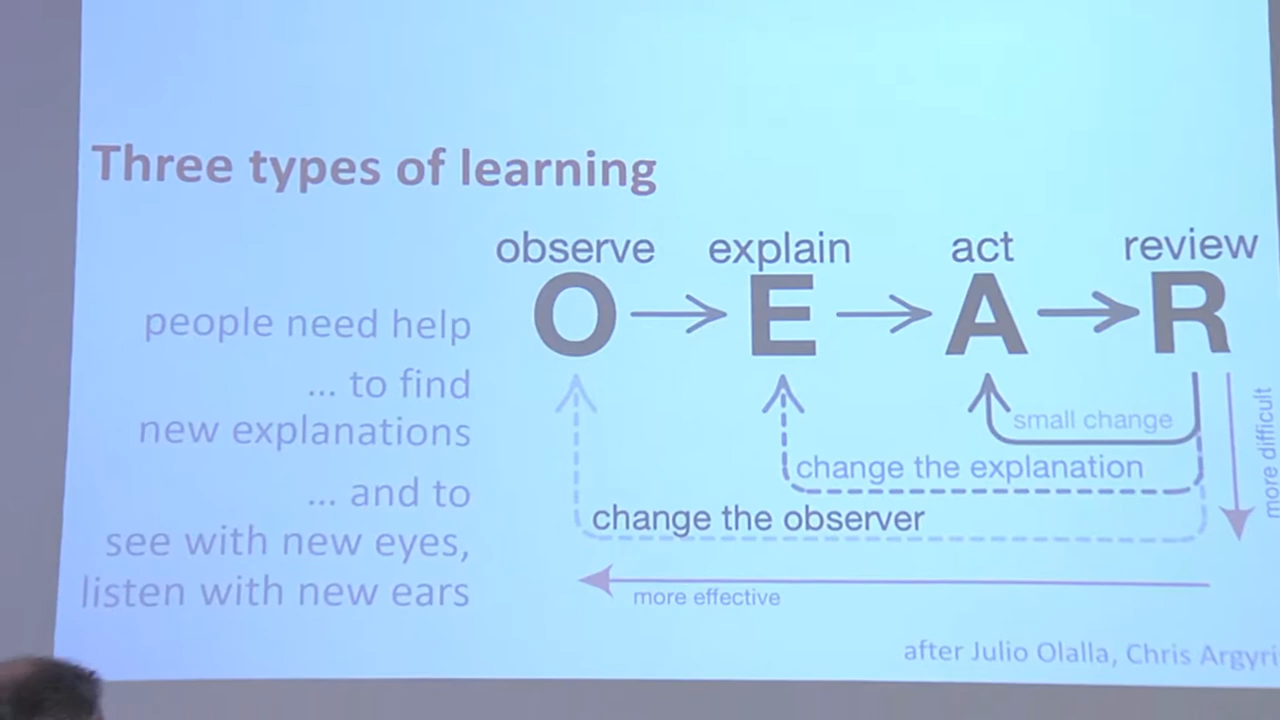 Three types of learning
observe explain act review
O E A R
people need help
... to find
new explanations
... and to
see with new eyes,
listen with new ears
small change
change the explanation
change the observer
more effective
more difficult
after Julio Olalla, Chris Argyri